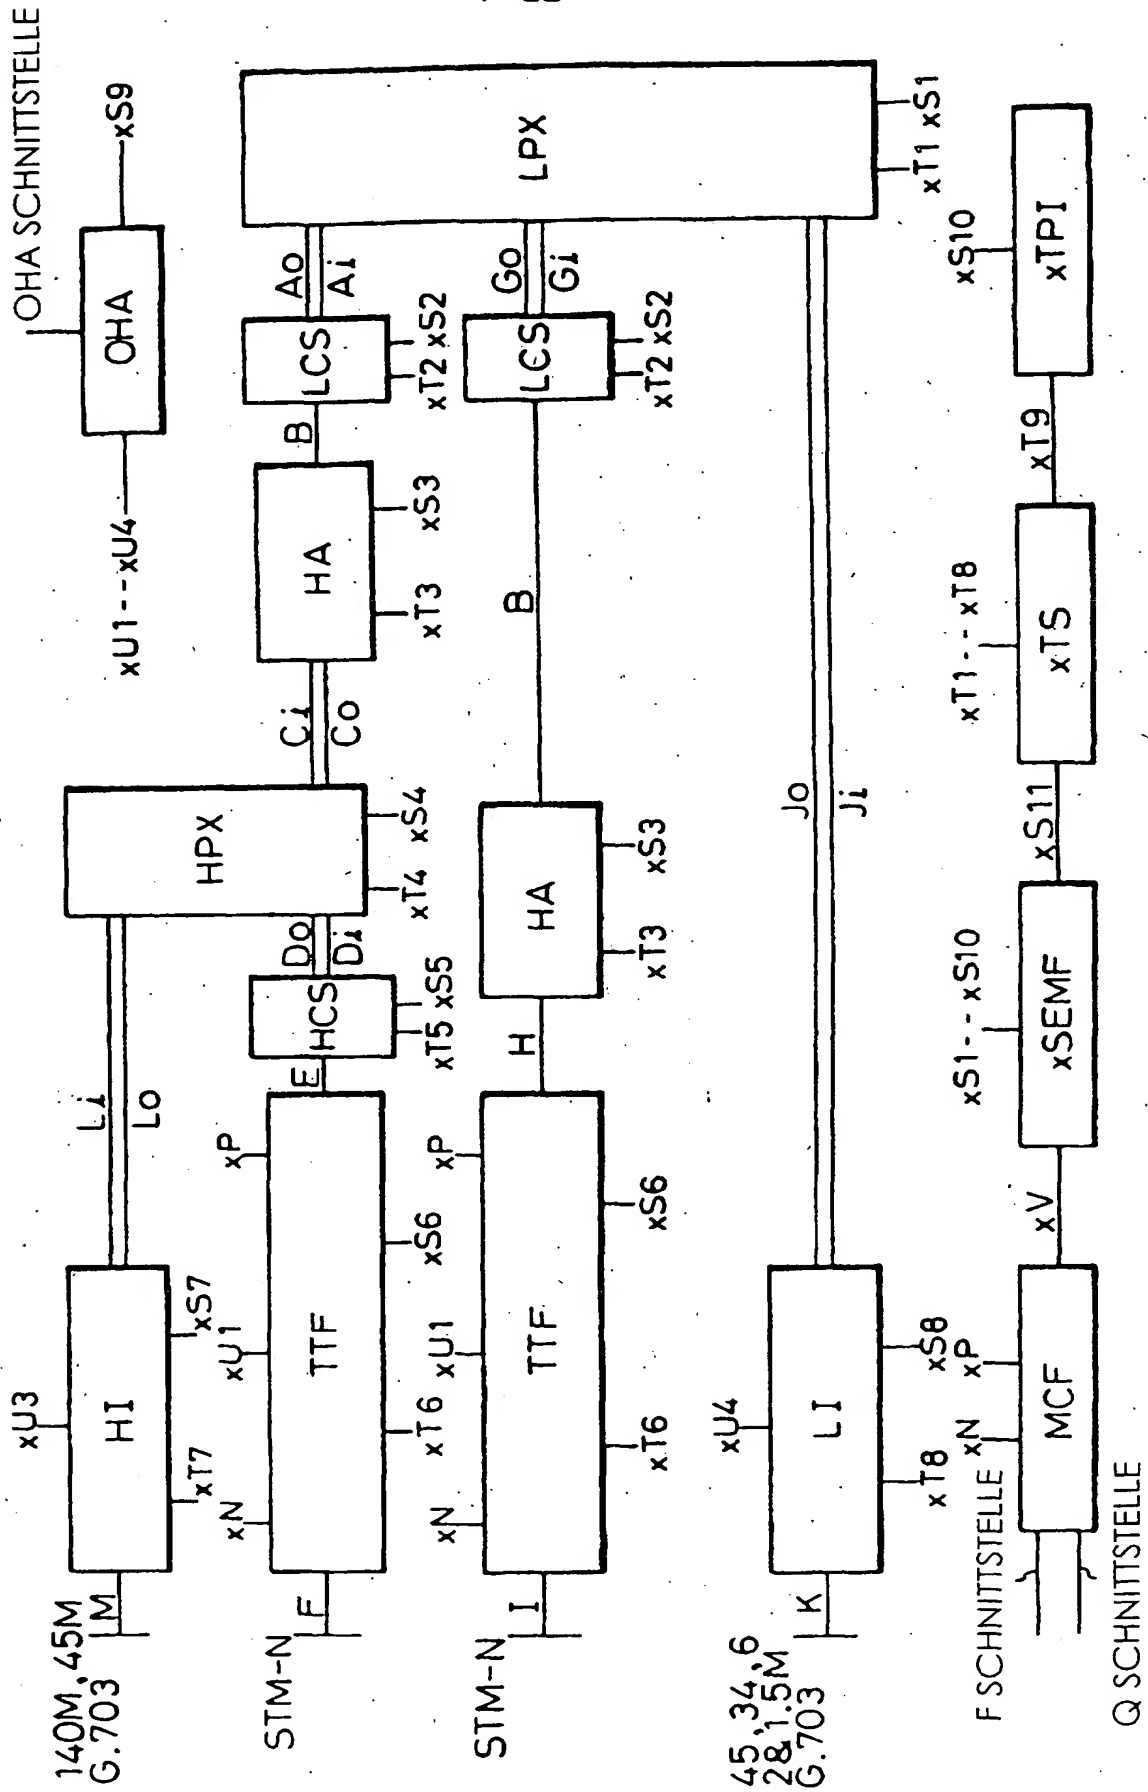 OHA SCHNITTSTELLE
xU1--xU4
OHA
xS9
140M,45M
G.703
M
HI
xU3
xT7
xS7
Li
Lo
HPX
xT4
xS4
Ci
Co
HA
xT3
xS3
B
LCS
xT2
xS2
Ao
Ai
LPX
xT1
xS1
STM-N
F
TTF
xN
xU1
xP
xT6
xS6
E
HCS
xT5
xS5
Do
Di
STM-N
I
TTF
xN
xU1
xP
xT6
xS6
H
HA
xT3
xS3
B
LCS
xT2
xS2
Go
Gi
45,34,6
2&1.5M
G.703
K
LI
xU4
xT8
xS8
Jo
Ji
F SCHNITTSTELLE
Q SCHNITTSTELLE
MCF
xN
xP
xV
xSEMF
xS1--xS10
xS11
xTS
xT1---xT8
xT9
xTPI
xS10